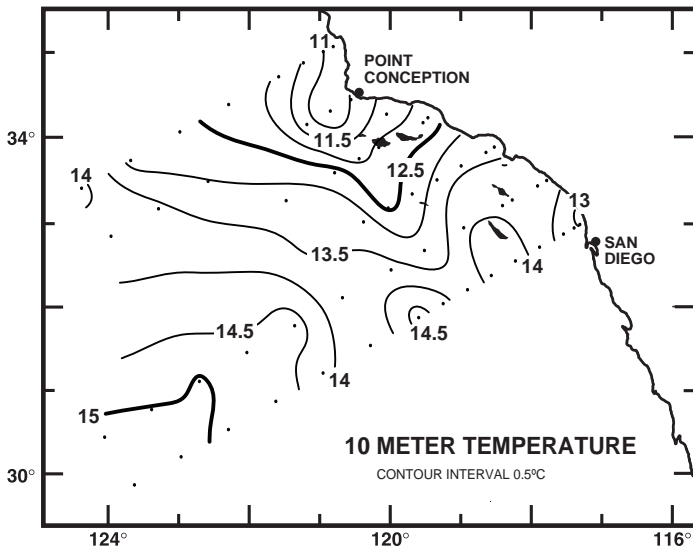 11
POINT
CONCEPTION
34°
11.5
12.5
14
13
13.5
SAN
DIEGO
14
14.5
14.5
14
15
10 METER TEMPERATURE
30°
CONTOUR INTERVAL 0.5ºC
124° 120° 116°